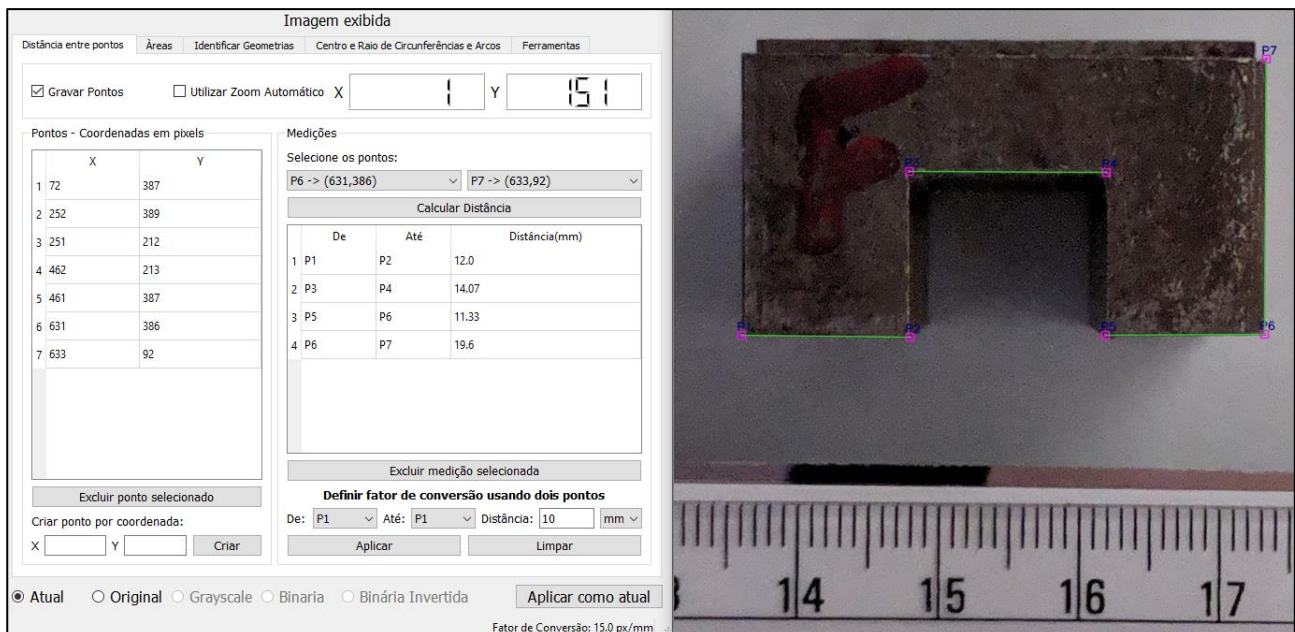 Imagem exibida
Distância entre pontos Àreas Identificar Geometrias Centro e Raio de Circunferências e Arcos Ferramentas
Gravar Pontos Utilizar Zoom Automático X 1 Y 151
Pontos - Coordenadas em pixels
X Y
1 72 387
2 252 389
3 251 212
4 462 213
5 461 387
6 631 386
7 633 92
Excluir ponto selecionado
Criar ponto por coordenada:
X Y Criar
Medições
Selecione os pontos:
P6 -> (631,386) P7 -> (633,92)
Calcular Distância
De Até Distância(mm)
1 P1 P2 12.0
2 P3 P4 14.07
3 P5 P6 11.33
4 P6 P7 19.6
Excluir medição selecionada
Definir fator de conversão usando dois pontos
De: P1 Até: P1 Distância: 10 mm
Aplicar Limpar
Atual Original Grayscale Binaria Binária Invertida Aplicar como atual
Fator de Conversão: 15.0 px/mm
P7
F
P3 P4
P1 P2 P5 P6
14 15 16 17